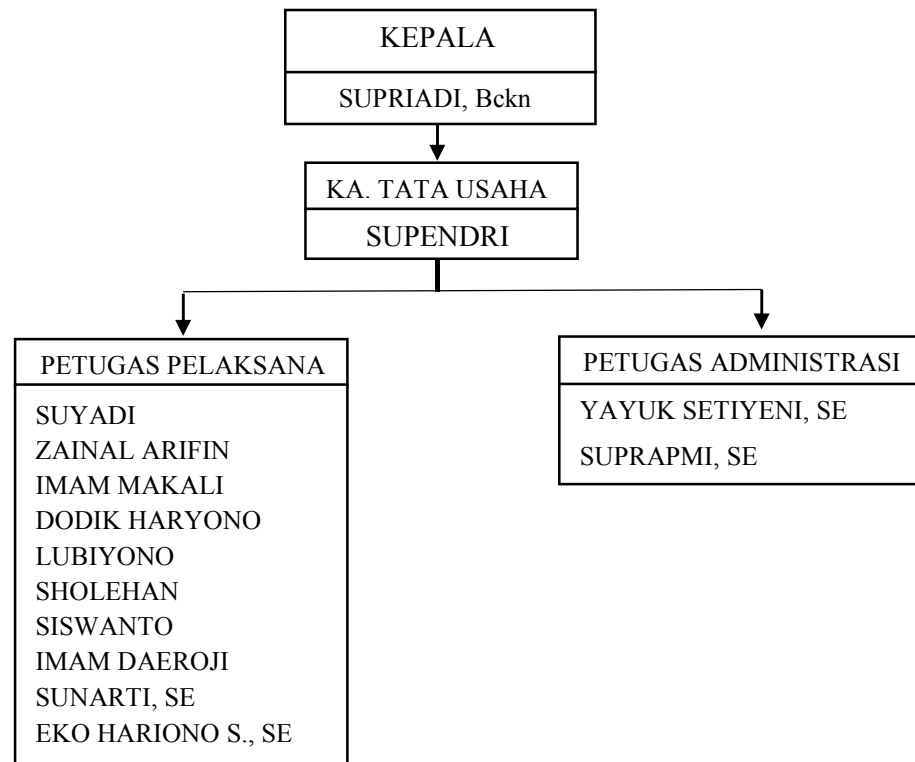 KEPALA
SUPRIADI, Bckn
KA. TATA USAHA
SUPENDRI
PETUGAS PELAKSANA
SUYADI
ZAINAL ARIFIN
IMAM MAKALI
DODIK HARYONO
LUBIYONO
SHOLEHAN
SISWANTO
IMAM DAEROJI
SUNARTI, SE
EKO HARIONO S., SE
PETUGAS ADMINISTRASI
YAYUK SETIYENI, SE
SUPRAPMI, SE